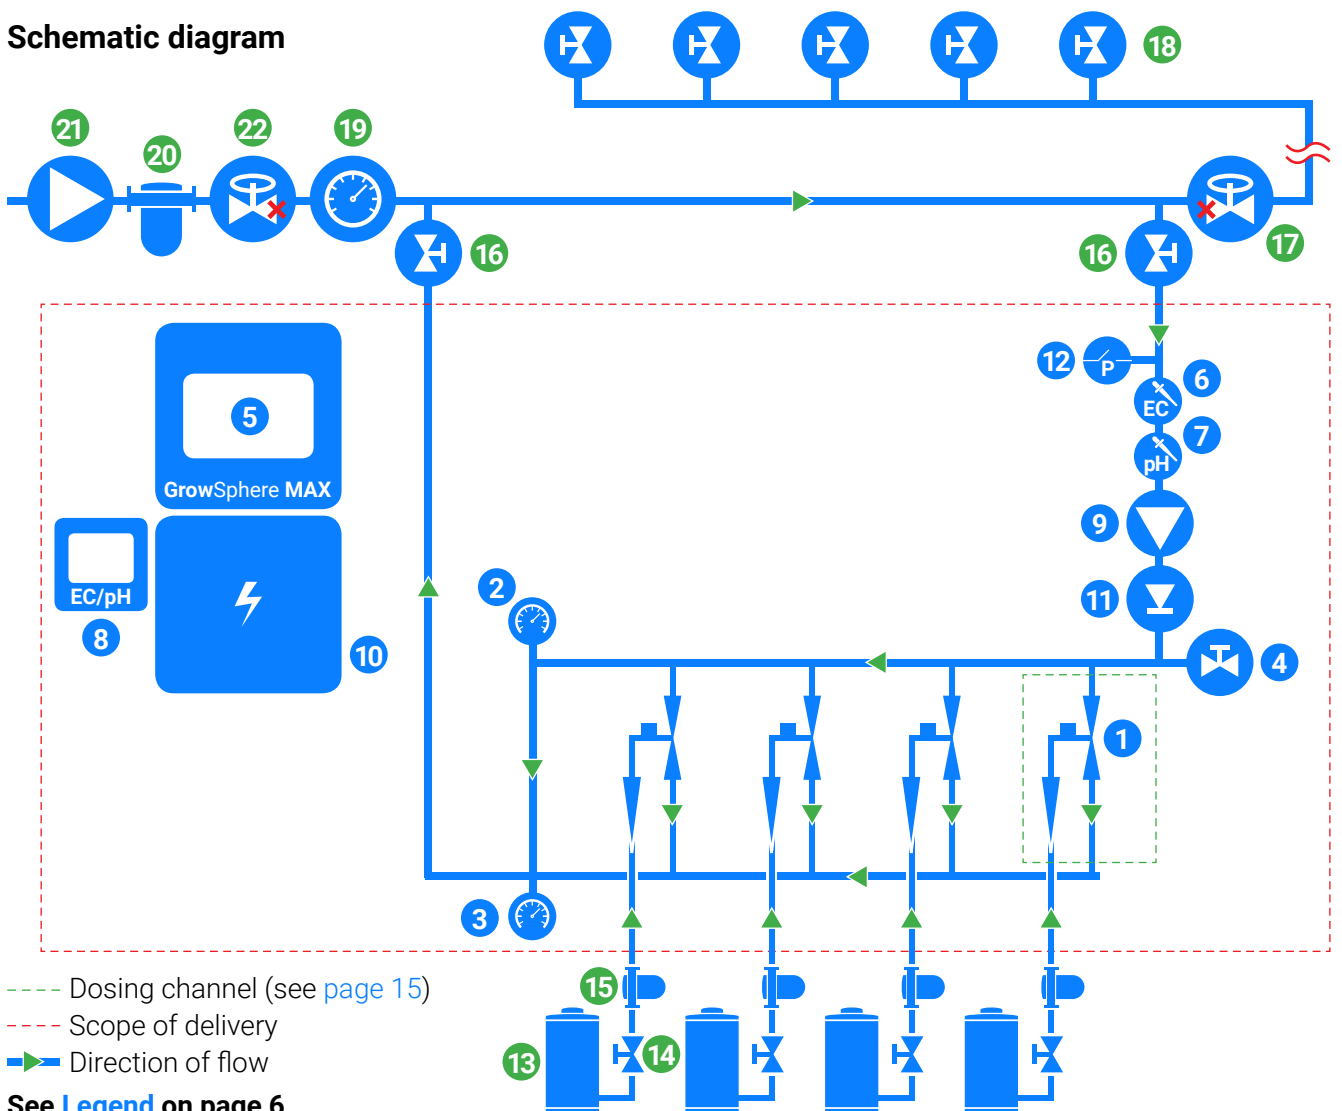 Schematic diagram
18
21
22
19
20
16
16
17
12
P
6
EC
7
pH
5
GrowSphere MAX
9
EC/pH
8
10
2
11
4
1
3
Dosing channel (see page 15)
Scope of delivery
Direction of flow
15
13
14
See Legend on page 6